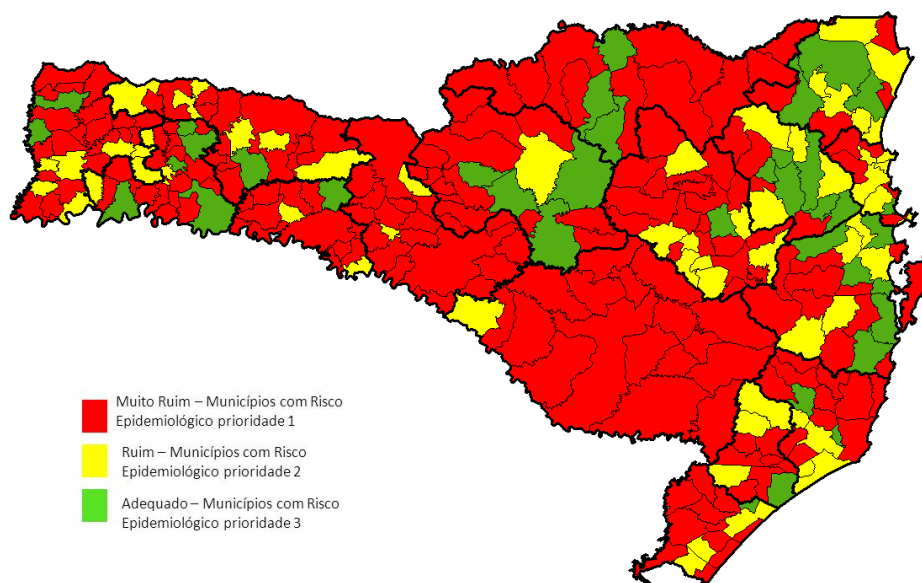 Muito Ruim – Municípios com Risco
Epidemiológico prioridade 1
Ruim – Municípios com Risco
Epidemiológico prioridade 2
Adequado – Municípios com Risco
Epidemiológico prioridade 3